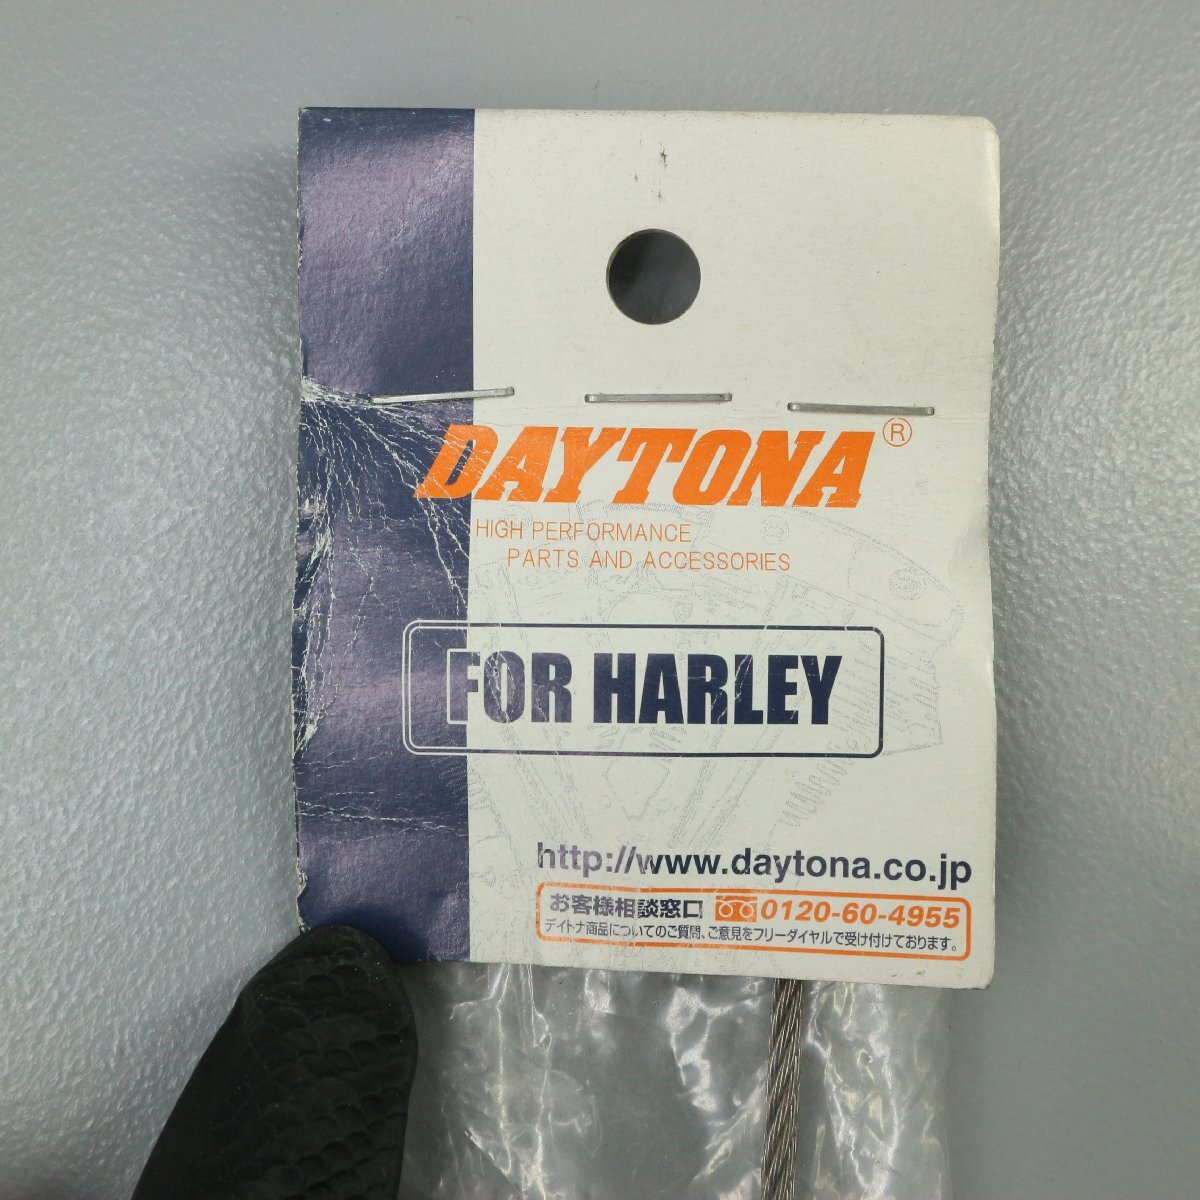 DAYTONA®
HIGH PERFORMANCE
PARTS AND ACCESSORIES
FOR HARLEY
http://www.daytona.co.jp
お客様相談窓口 0120-60-4955
デイトナ商品についてのご質問、ご意見をフリーダイヤルで受け付けております。